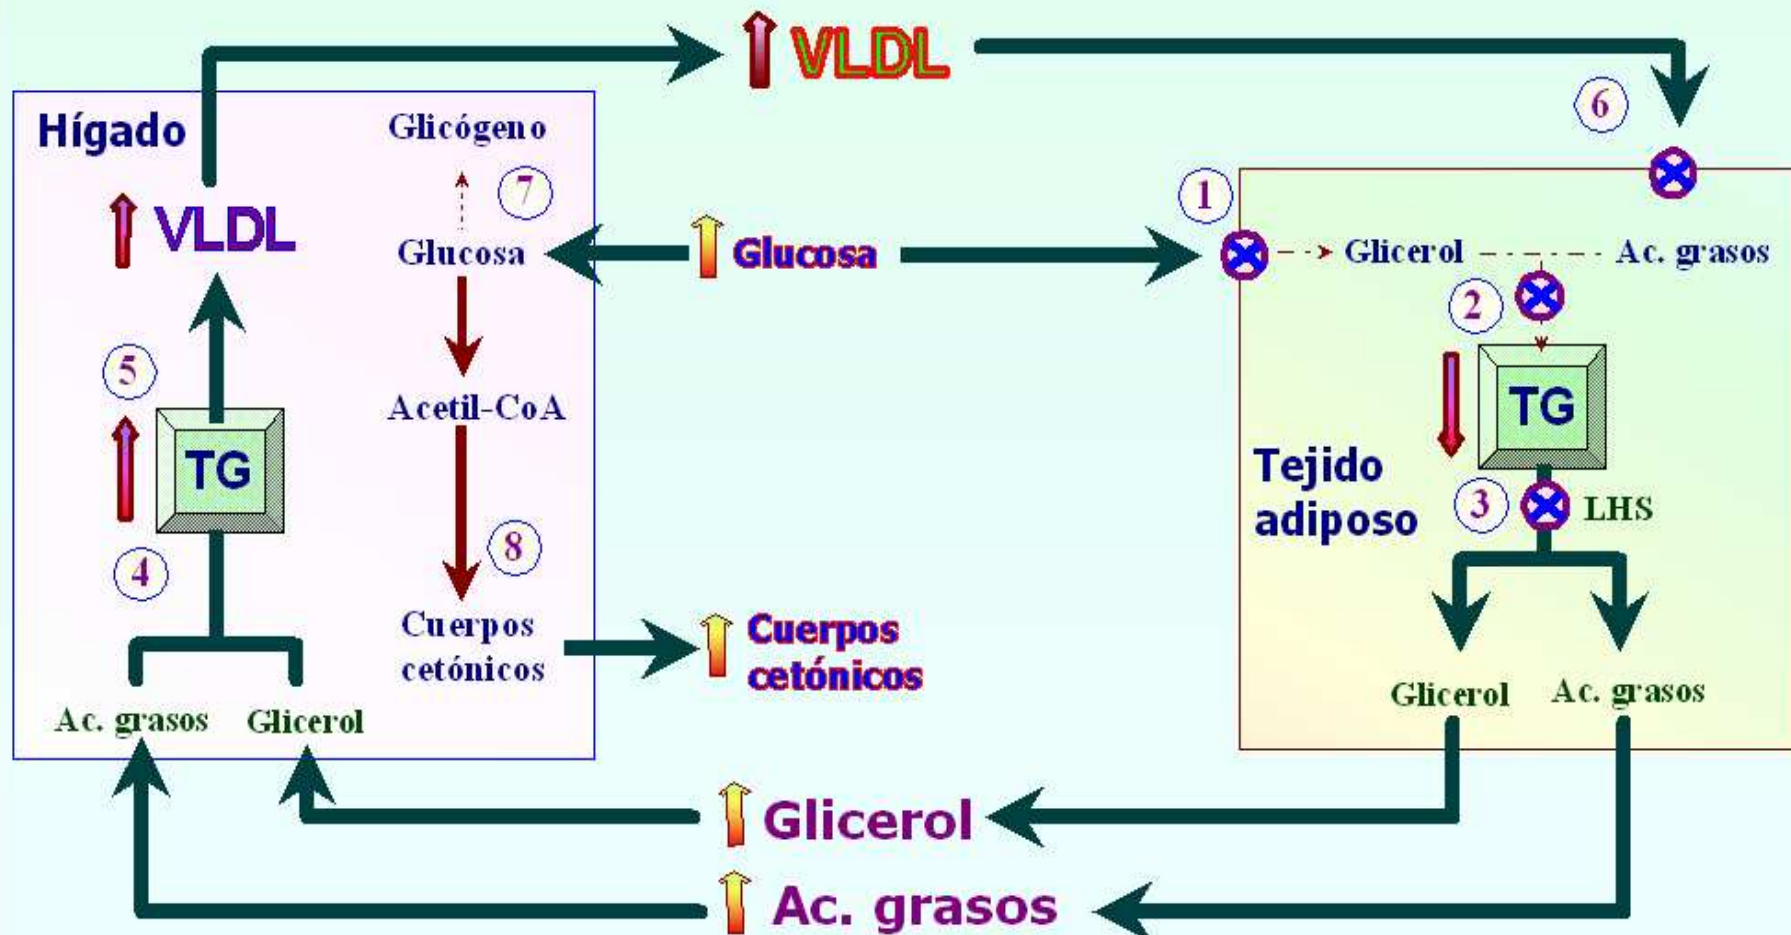 VLDL
Hígado
Glicógeno
6
7
1
VLDL
Glucosa
Glucosa
Glicerol
Ac. grasos
2
5
Acetil-CoA
TG
TG
Tejido
adiposo
3
LHS
4
8
Cuerpos
cetónicos
Cuerpos
cetónicos
Ac. grasos
Glicerol
Glicerol
Ac. grasos
Glicerol
Ac. grasos